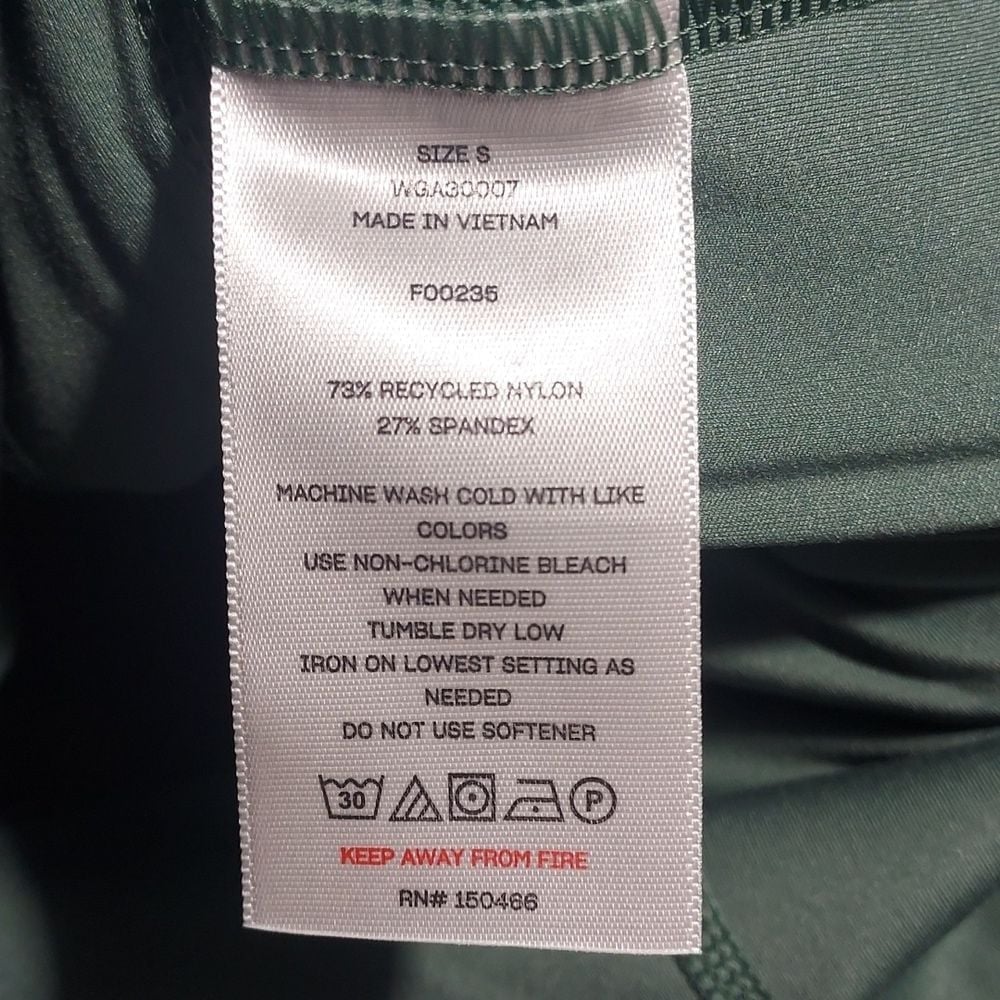 SIZE S
WGA30007
MADE IN VIETNAM
F00235
73% RECYCLED NYLON
27% SPANDEX
MACHINE WASH COLD WITH LIKE
COLORS
USE NON-CHLORINE BLEACH
WHEN NEEDED
TUMBLE DRY LOW
IRON ON LOWEST SETTING AS
NEEDED
DO NOT USE SOFTENER
30 P
KEEP AWAY FROM FIRE
RN# 150466